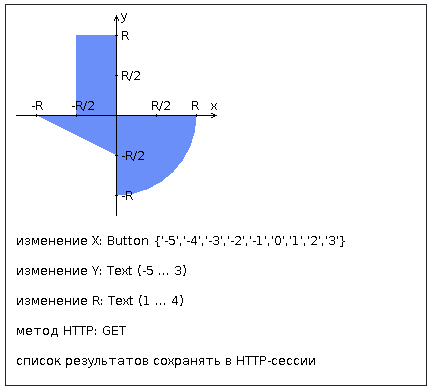 y
R
R/2
-R -R/2 R/2 R x
-R/2
-R
изменение X: Button {'-5','-4','-3','-2','-1','0','1','2','3'}
изменение Y: Text (-5 ... 3)
изменение R: Text (1 ... 4)
метод HTTP: GET
список результатов сохранять в HTTP-сессии